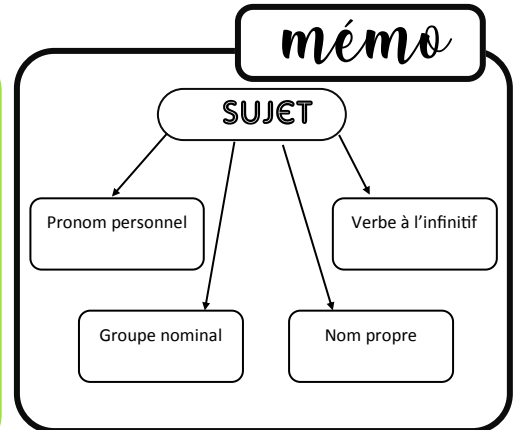 mémo
SUJET
Pronom personnel
Verbe à l’infinitif
Groupe nominal
Nom propre